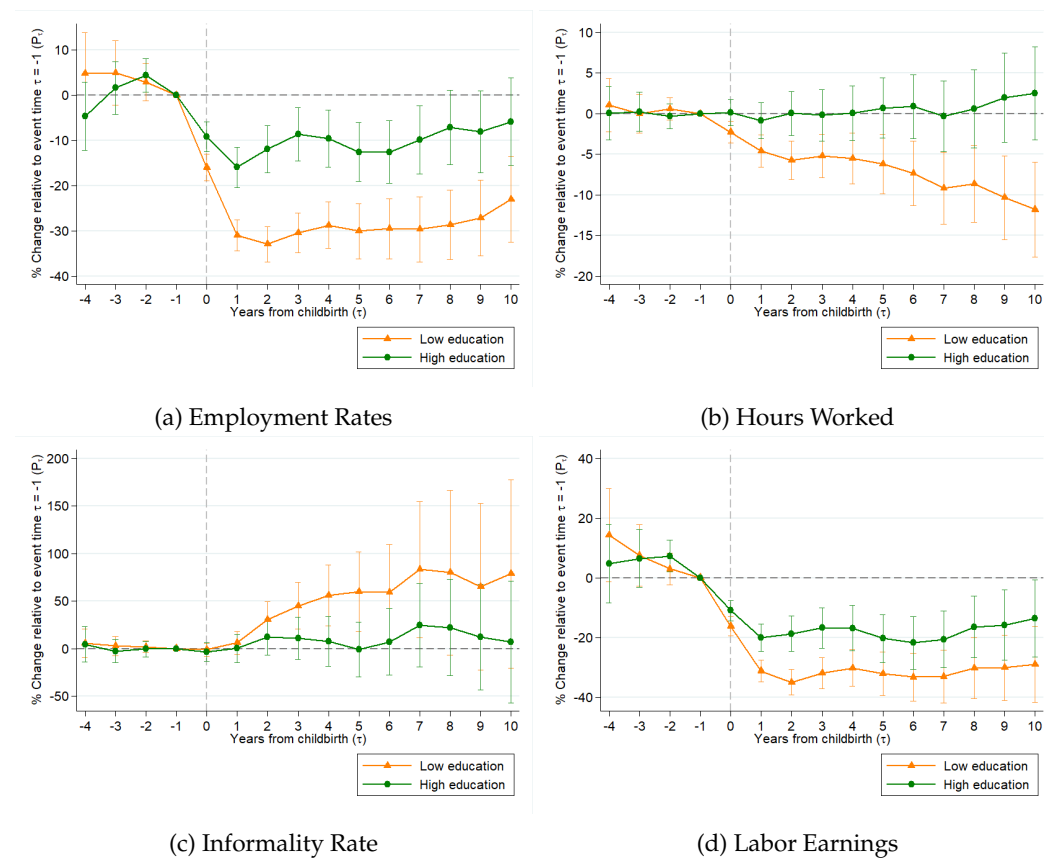 % Change relative to event time τ = -1 (Pτ)
10
0
-10
-20
-30
-40
-4 -3 -2 -1 0 1 2 3 4 5 6 7 8 9 10
Years from childbirth (τ)
Low education
High education
(a) Employment Rates
% Change relative to event time τ = -1 (Pτ)
10
5
0
-5
-10
-15
-20
-4 -3 -2 -1 0 1 2 3 4 5 6 7 8 9 10
Years from childbirth (τ)
Low education
High education
(b) Hours Worked
% Change relative to event time τ = -1 (Pτ)
200
150
100
50
0
-50
-4 -3 -2 -1 0 1 2 3 4 5 6 7 8 9 10
Years from childbirth (τ)
Low education
High education
(c) Informality Rate
% Change relative to event time τ = -1 (Pτ)
40
20
0
-20
-40
-4 -3 -2 -1 0 1 2 3 4 5 6 7 8 9 10
Years from childbirth (τ)
Low education
High education
(d) Labor Earnings